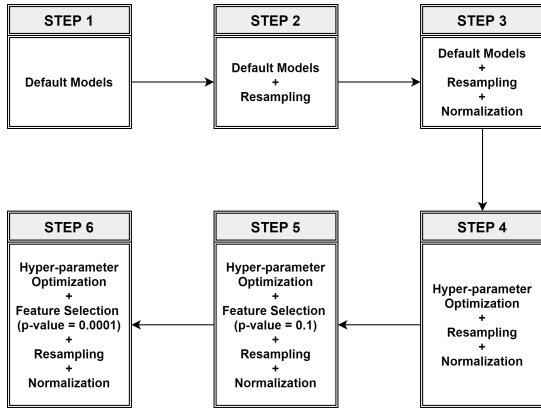 STEP 1
Default Models
STEP 2
Default Models
+
Resampling
STEP 3
Default Models
+
Resampling
+
Normalization
STEP 4
Hyper-parameter
Optimization
+
Resampling
+
Normalization
STEP 5
Hyper-parameter
Optimization
+
Feature Selection
(p-value = 0.1)
+
Resampling
+
Normalization
STEP 6
Hyper-parameter
Optimization
+
Feature Selection
(p-value = 0.0001)
+
Resampling
+
Normalization